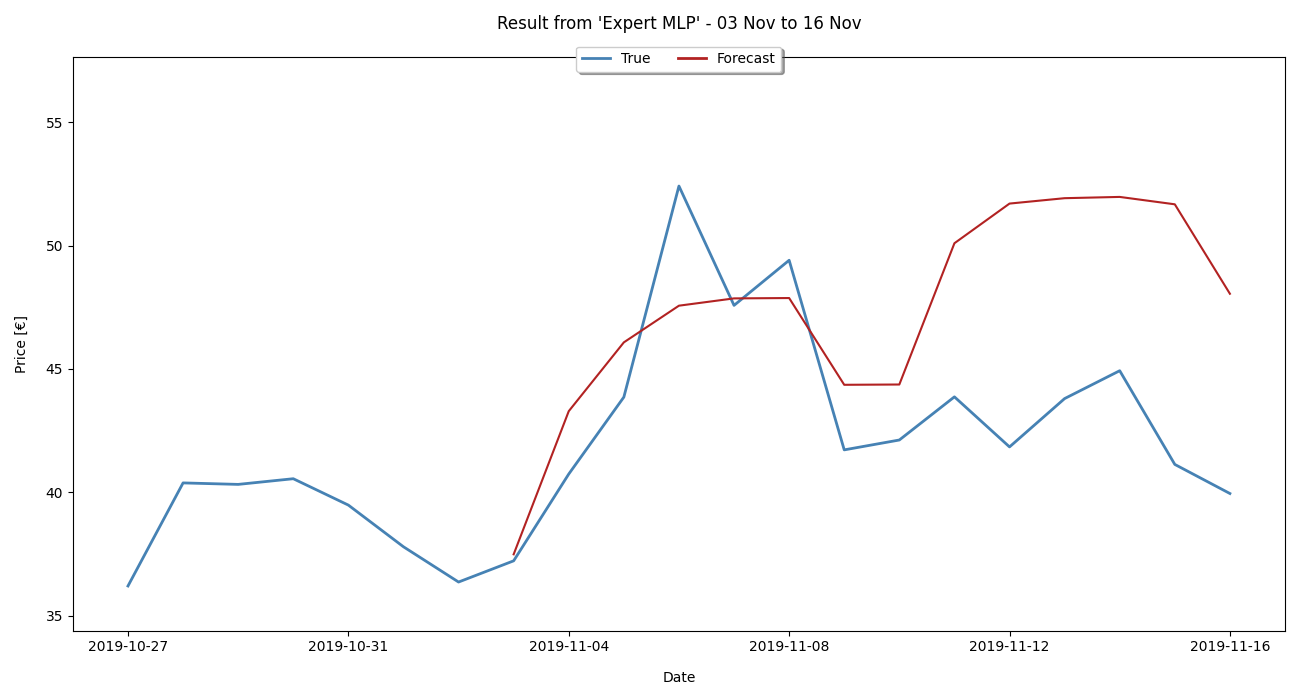 Result from 'Expert MLP' - 03 Nov to 16 Nov
True Forecast
Price [€]
55
50
45
40
35
2019-10-27 2019-10-31 2019-11-04 2019-11-08 2019-11-12 2019-11-16
Date